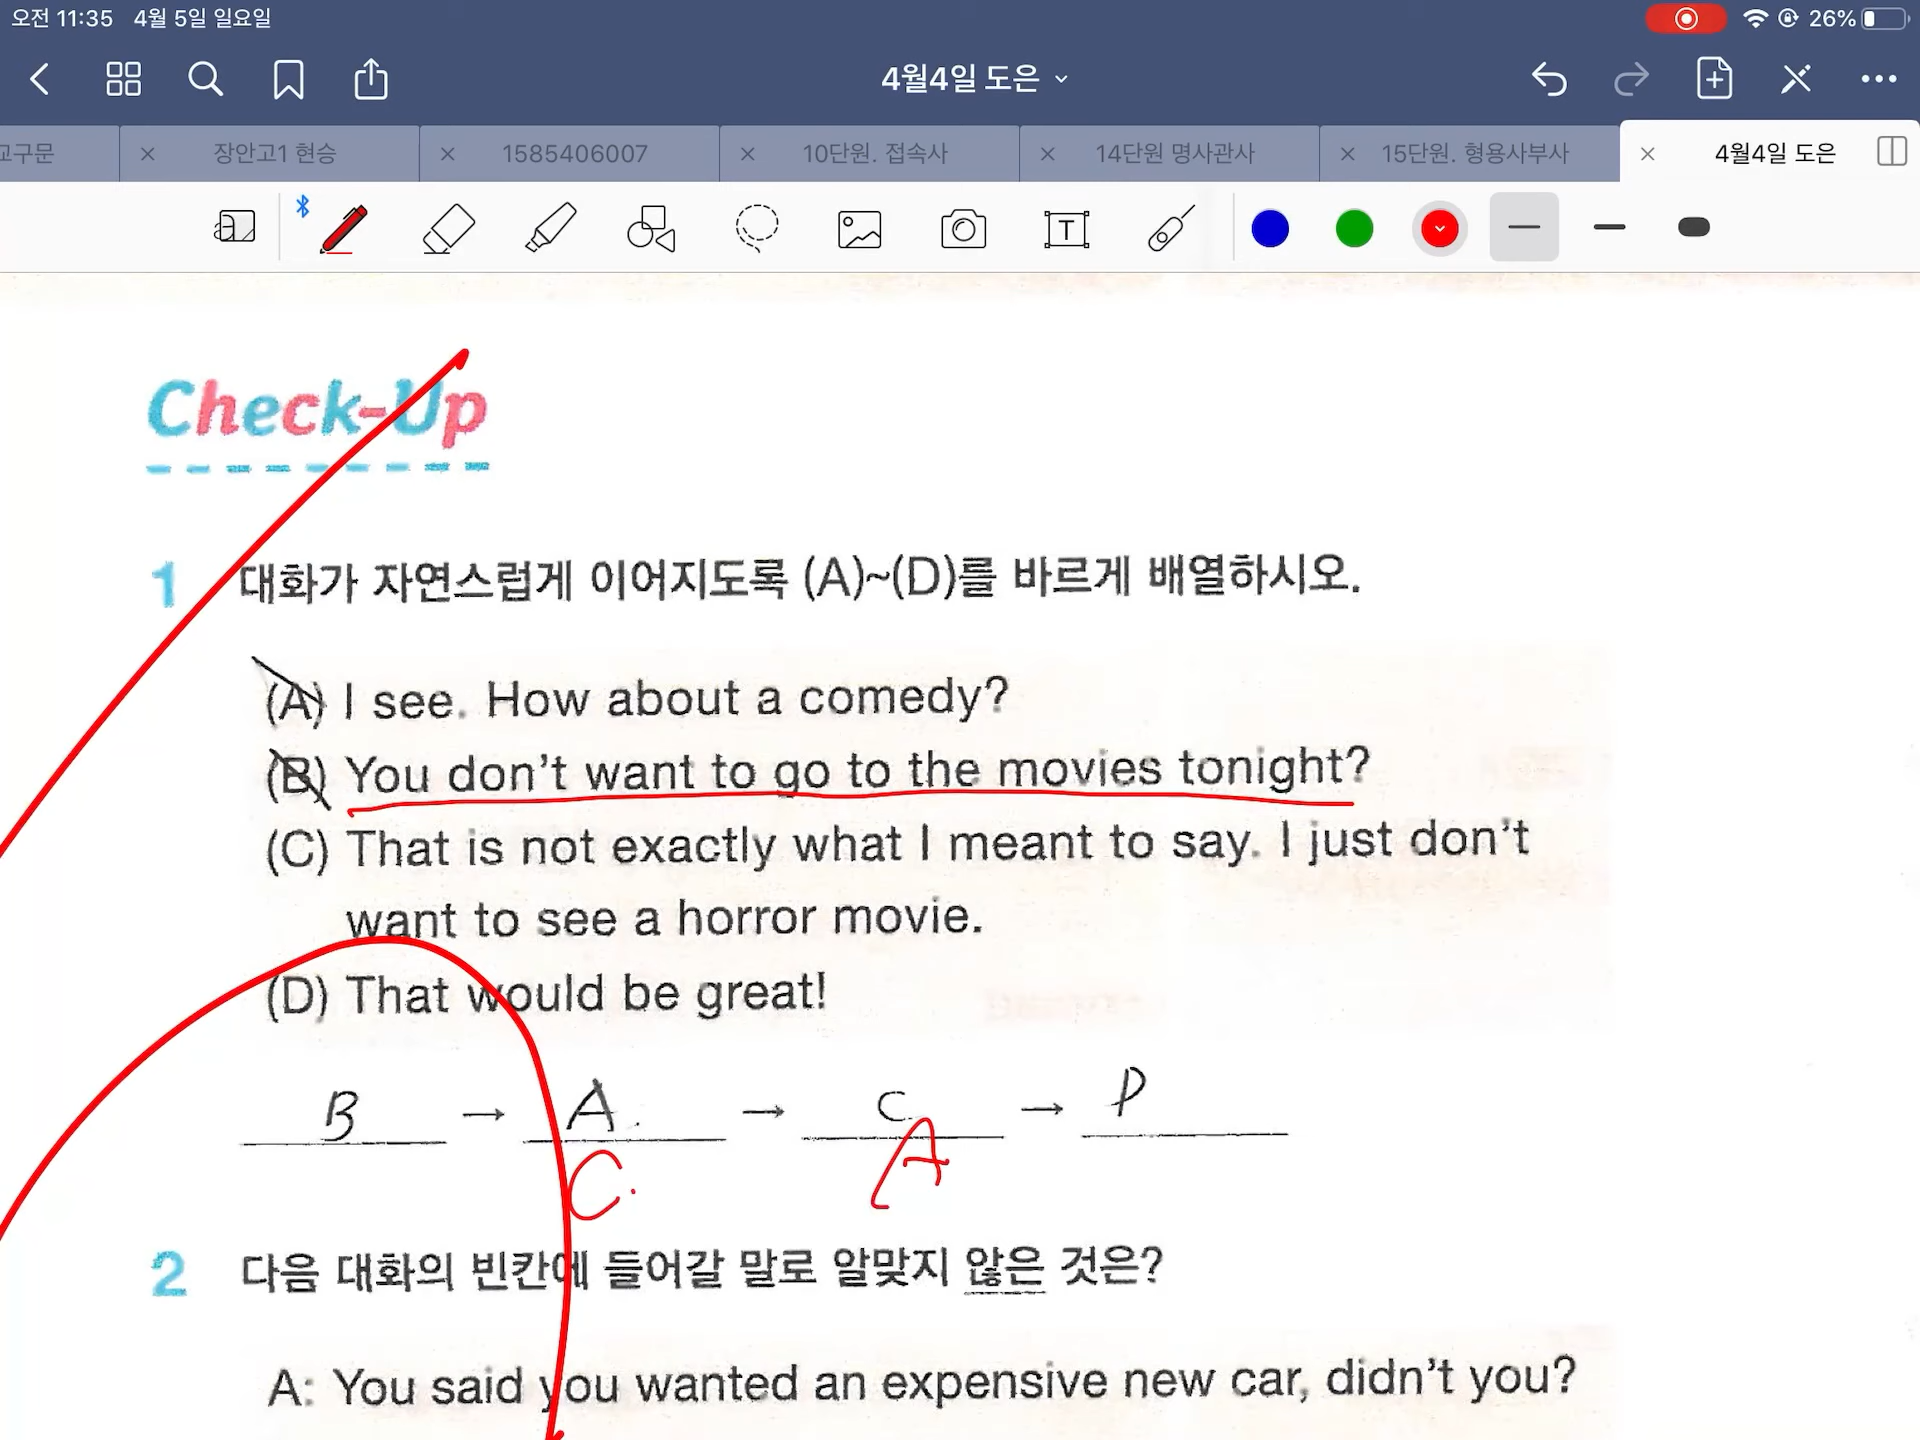 오전 11:35 4월 5일 일요일 26%
4월4일 도은
교구문 장안고1 현승 1585406007 10단원. 접속사 14단원 명사관사 15단원. 형용사부사 4월4일 도은
Check-Up
1 대화가 자연스럽게 이어지도록 (A)~(D)를 바르게 배열하시오.
(A) I see. How about a comedy?
(B) You don't want to go to the movies tonight?
(C) That is not exactly what I meant to say. I just don't
want to see a horror movie.
(D) That would be great!
B → A. → C → D
C. A
2 다음 대화의 빈칸에 들어갈 말로 알맞지 않은 것은?
A: You said you wanted an expensive new car, didn't you?